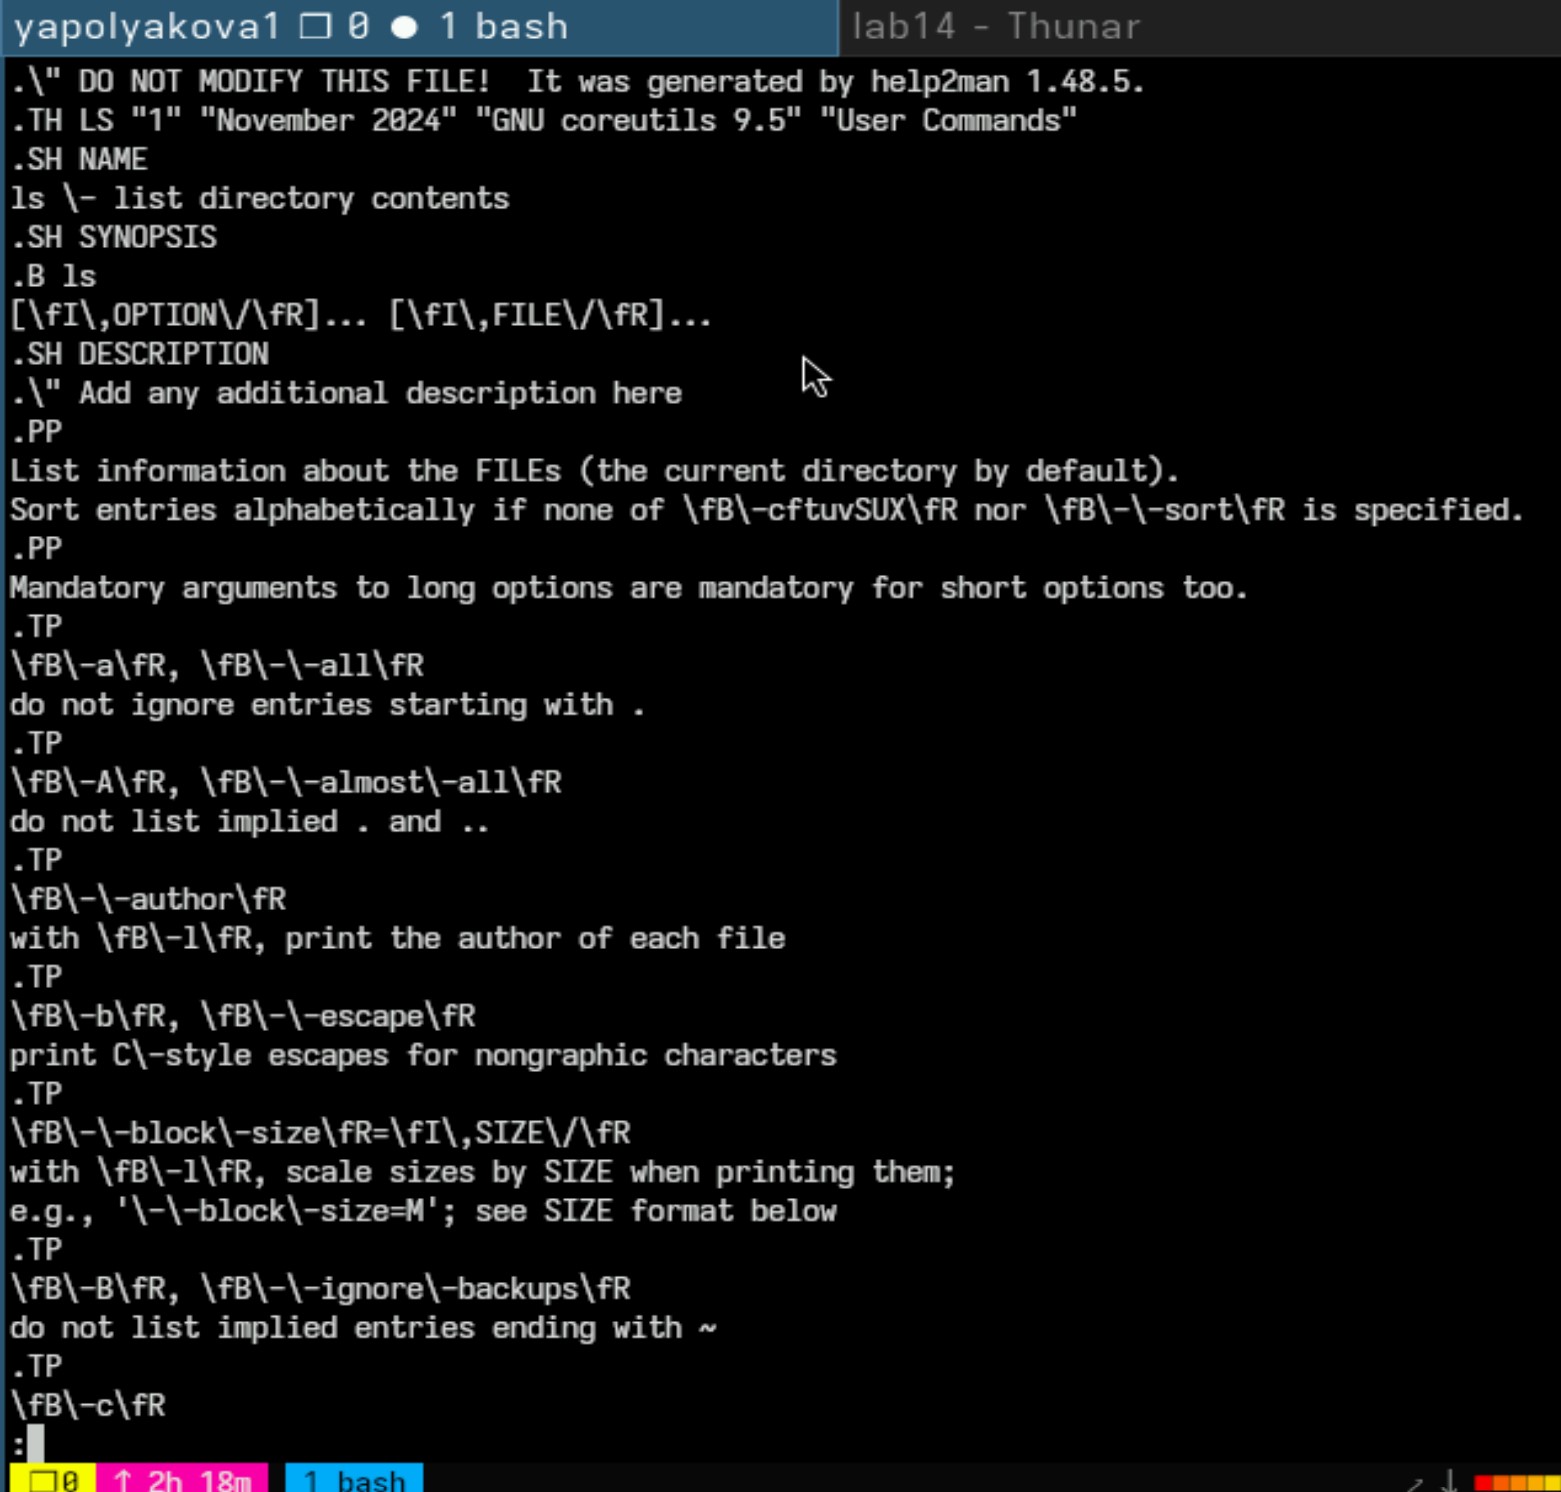 yapolyakova1 ❐ 0 ● 1 bash
lab14 - Thunar
.\" DO NOT MODIFY THIS FILE!  It was generated by help2man 1.48.5.
.TH LS "1" "November 2024" "GNU coreutils 9.5" "User Commands"
.SH NAME
ls \- list directory contents
.SH SYNOPSIS
.B ls
[\fI\,OPTION\/\fR]... [\fI\,FILE\/\fR]...
.SH DESCRIPTION
.\" Add any additional description here
.PP
List information about the FILEs (the current directory by default).
Sort entries alphabetically if none of \fB\-cftuvSUX\fR nor \fB\-\-sort\fR is specified.
.PP
Mandatory arguments to long options are mandatory for short options too.
.TP
\fB\-a\fR, \fB\-\-all\fR
do not ignore entries starting with .
.TP
\fB\-A\fR, \fB\-\-almost\-all\fR
do not list implied . and ..
.TP
\fB\-\-author\fR
with \fB\-l\fR, print the author of each file
.TP
\fB\-b\fR, \fB\-\-escape\fR
print C\-style escapes for nongraphic characters
.TP
\fB\-\-block\-size\fR=\fI\,SIZE\/\fR
with \fB\-l\fR, scale sizes by SIZE when printing them;
e.g., '\-\-block\-size=M'; see SIZE format below
.TP
\fB\-B\fR, \fB\-\-ignore\-backups\fR
do not list implied entries ending with ~
.TP
\fB\-c\fR
:
❐0 ↑ 2h 18m 1 bash